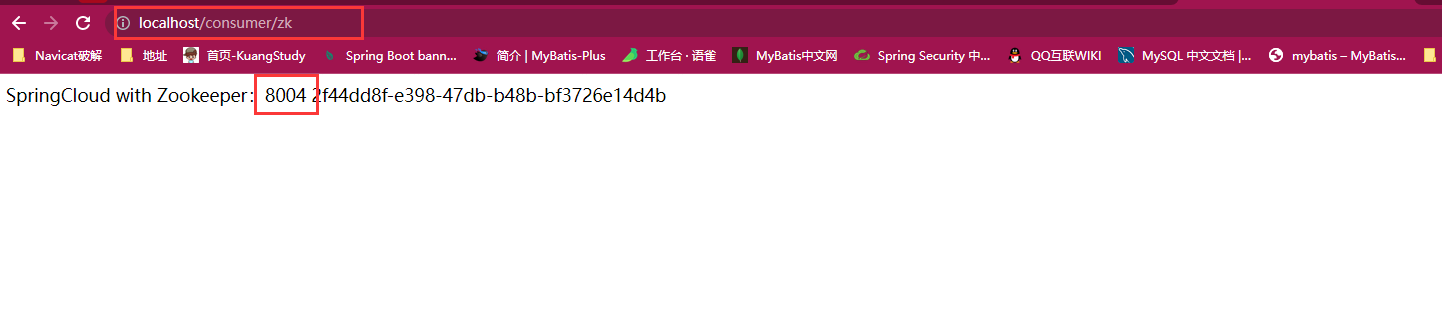 localhost/consumer/zk
Navicat破解 地址 首页-KuangStudy Spring Boot bann... 简介 | MyBatis-Plus 工作台 · 语雀 MyBatis中文网 Spring Security 中... QQ互联WIKI MySQL 中文文档 |... mybatis – MyBatis...
SpringCloud with Zookeeper: 8004 2f44dd8f-e398-47db-b48b-bf3726e14d4b